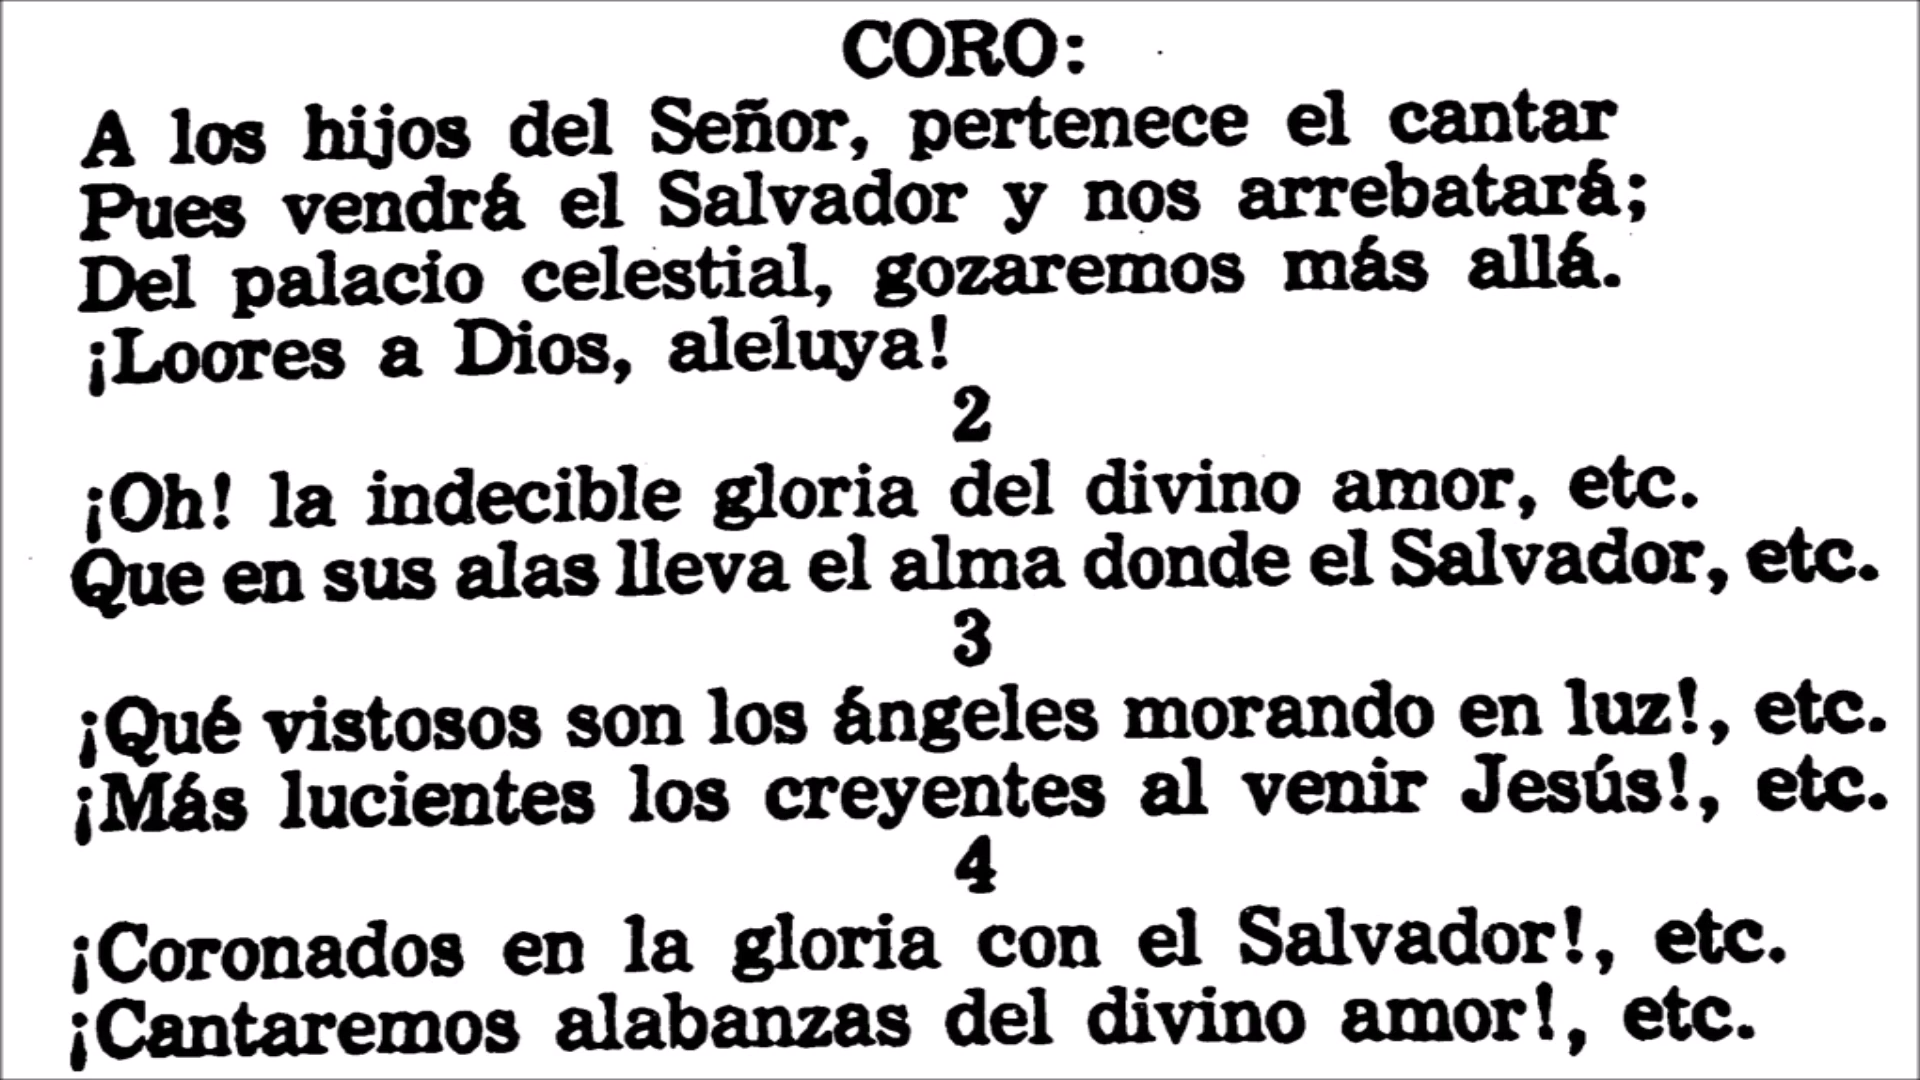 CORO:
A los hijos del Señor, pertenece el cantar
Pues vendrá el Salvador y nos arrebatará;
Del palacio celestial, gozaremos más allá.
¡Loores a Dios, aleluya!
2
¡Oh! la indecible gloria del divino amor, etc.
Que en sus alas lleva el alma donde el Salvador, etc.
3
¡Qué vistosos son los ángeles morando en luz!, etc.
¡Más lucientes los creyentes al venir Jesús!, etc.
4
¡Coronados en la gloria con el Salvador!, etc.
¡Cantaremos alabanzas del divino amor!, etc.